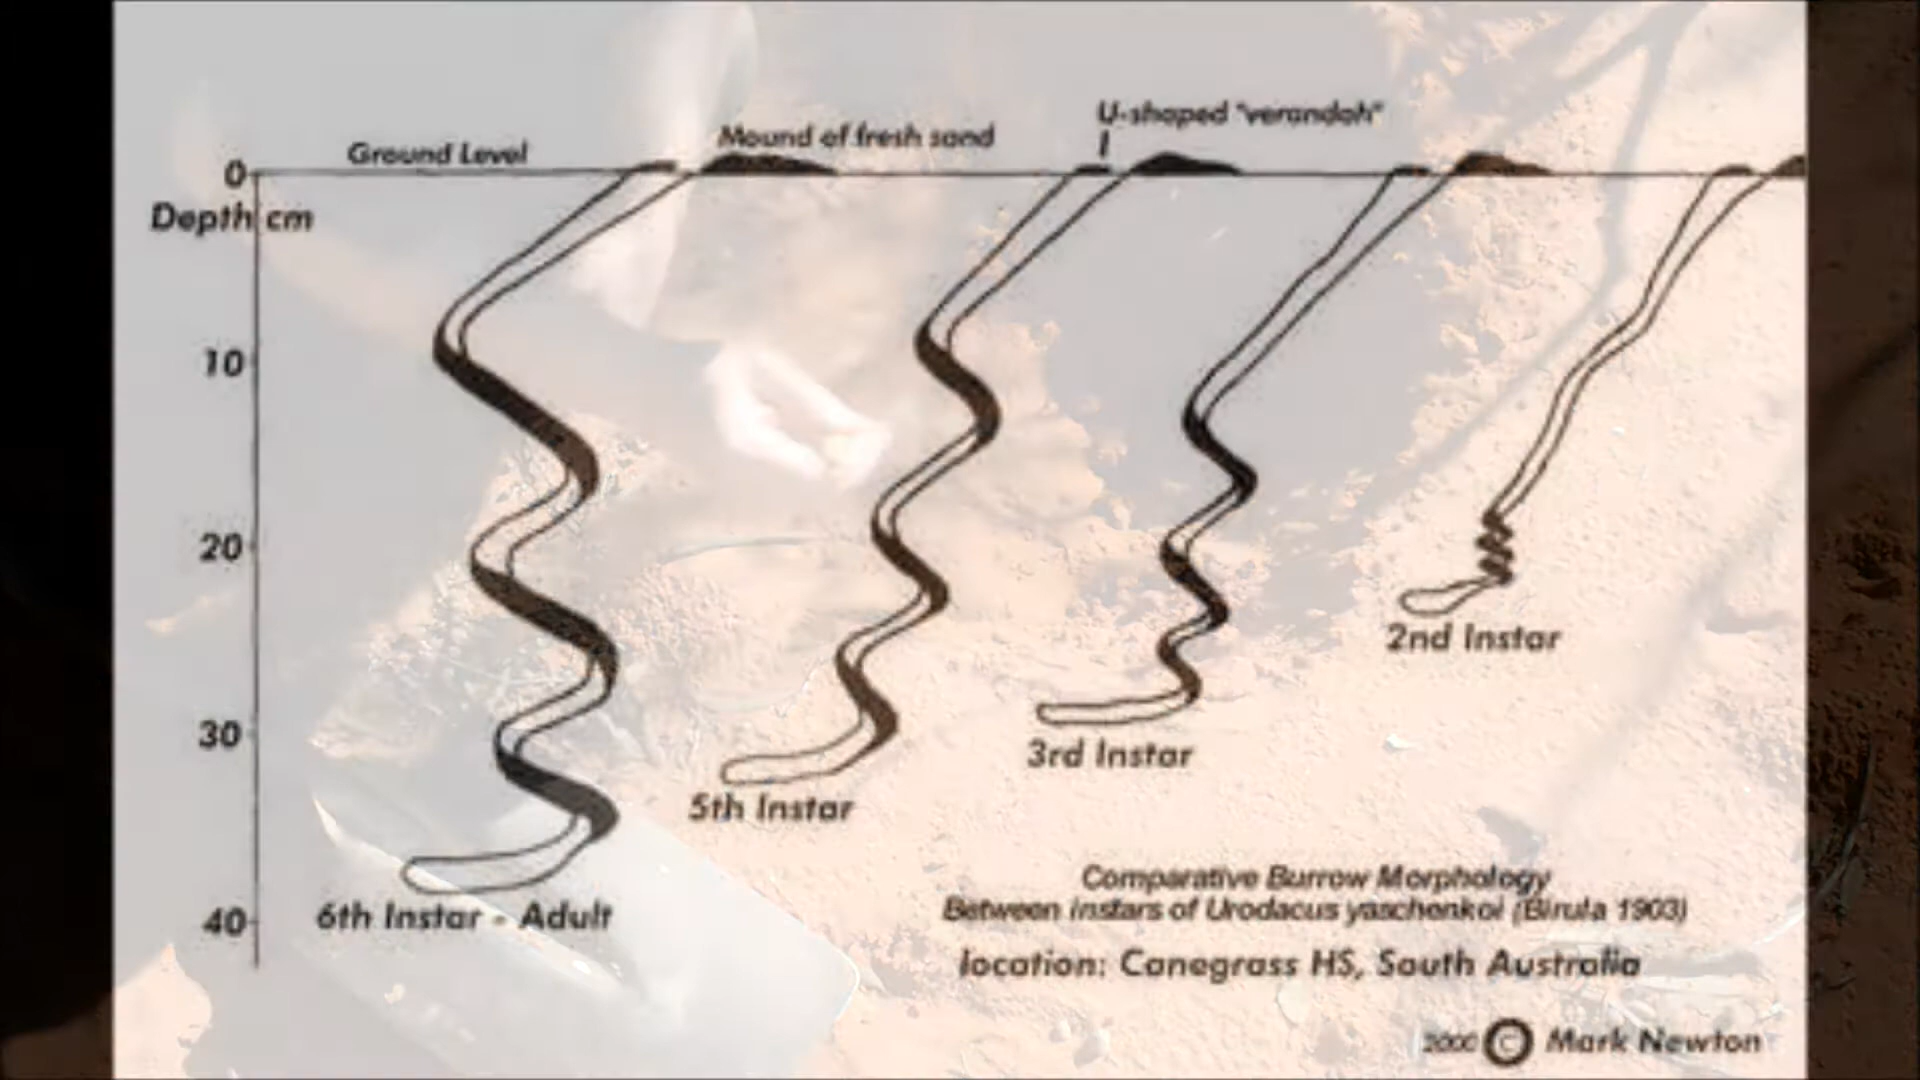 U-shaped "verandah"
Mound of fresh sand
Ground Level
0
Depth cm
10
20
30
40
2nd Instar
3rd Instar
5th Instar
6th Instar - Adult
Comparative Burrow Morphology
Between instars of Urodacus yaschenkoi (Birula 1903)
location: Canegrass HS, South Australia
2000 © Mark Newton